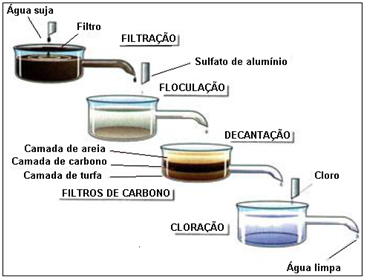 Água suja
Filtro
FILTRAÇÃO
Sulfato de alumínio
FLOCULAÇÃO
DECANTAÇÃO
Camada de areia
Camada de carbono
Camada de turfa
FILTROS DE CARBONO
Cloro
CLORAÇÃO
Água limpa